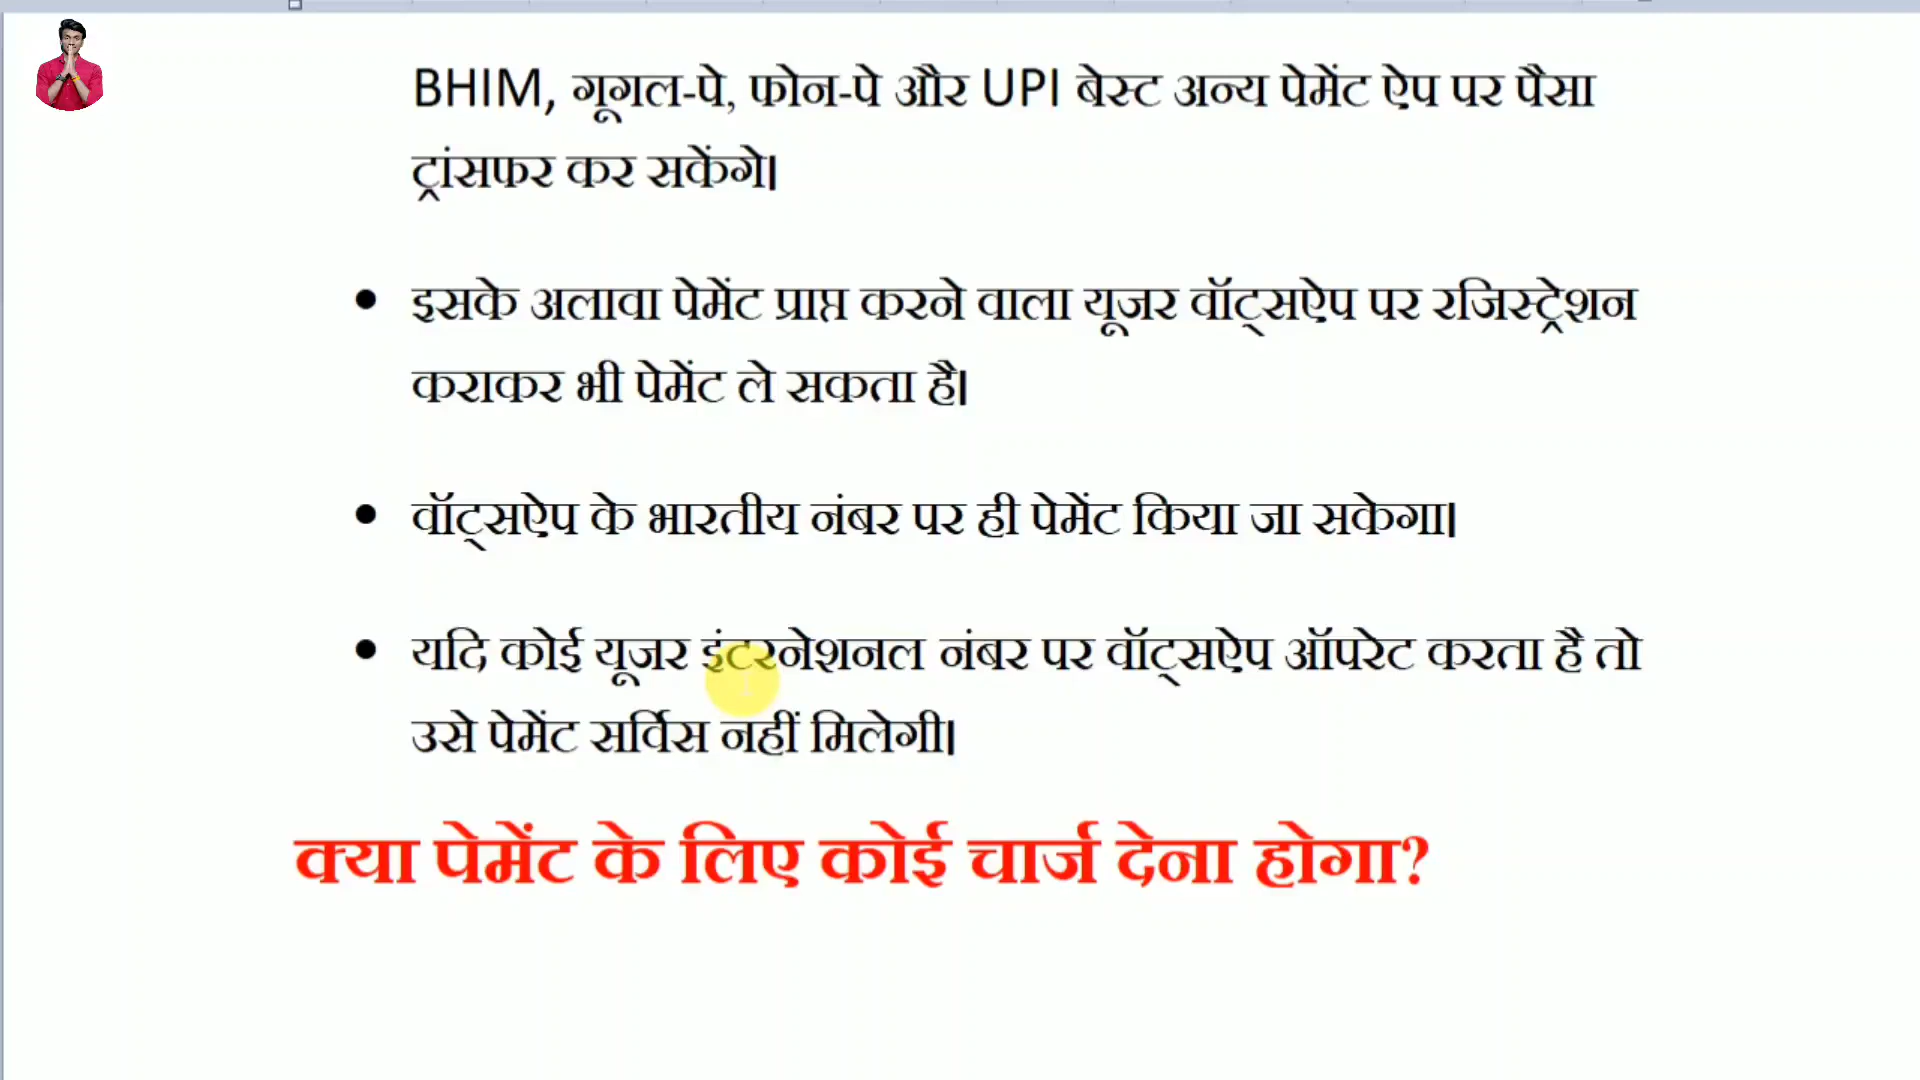 BHIM, गूगल-पे, फोन-पे और UPI बेस्ट अन्य पेमेंट ऐप पर पैसा
ट्रांसफर कर सकेंगे।
• इसके अलावा पेमेंट प्राप्त करने वाला यूजर वॉट्सऐप पर रजिस्ट्रेशन
कराकर भी पेमेंट ले सकता है।
• वॉट्सऐप के भारतीय नंबर पर ही पेमेंट किया जा सकेगा।
• यदि कोई यूजर इंटरनेशनल नंबर पर वॉट्सऐप ऑपरेट करता है तो
उसे पेमेंट सर्विस नहीं मिलेगी।
क्या पेमेंट के लिए कोई चार्ज देना होगा?